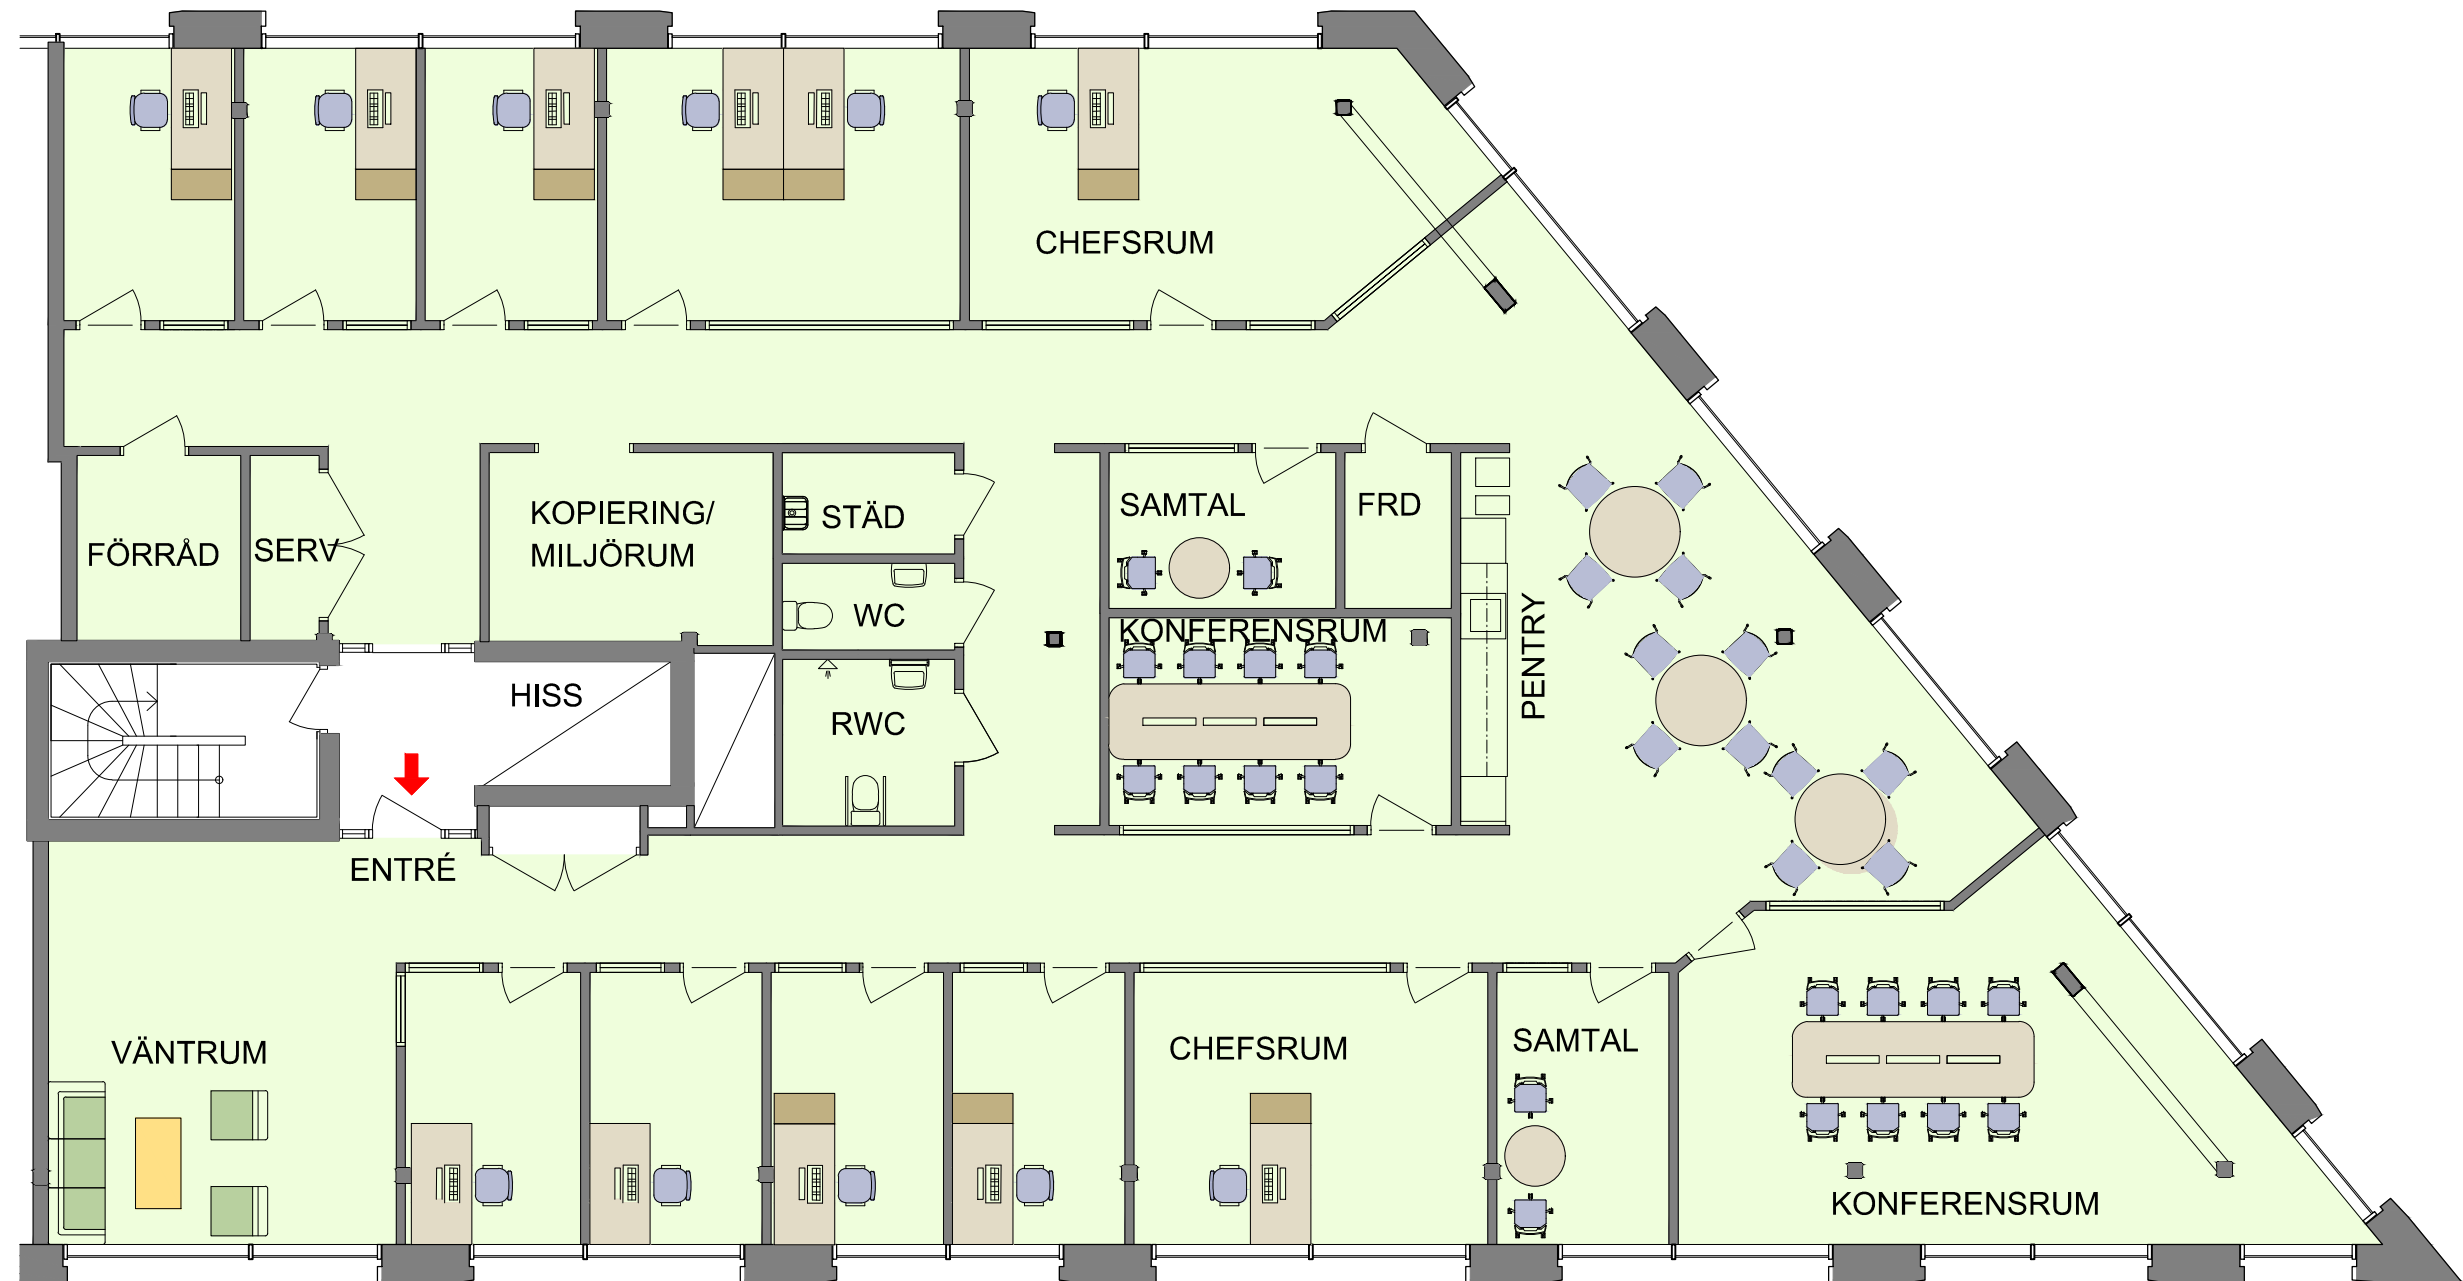 CHEFSRUM
FÖRRÅD
SERV
KOPIERING/
MILJÖRUM
STÄD
WC
RWC
HISS
SAMTAL
FRD
KONFERENSRUM
PENTRY
ENTRÉ
VÄNTRUM
CHEFSRUM
SAMTAL
KONFERENSRUM